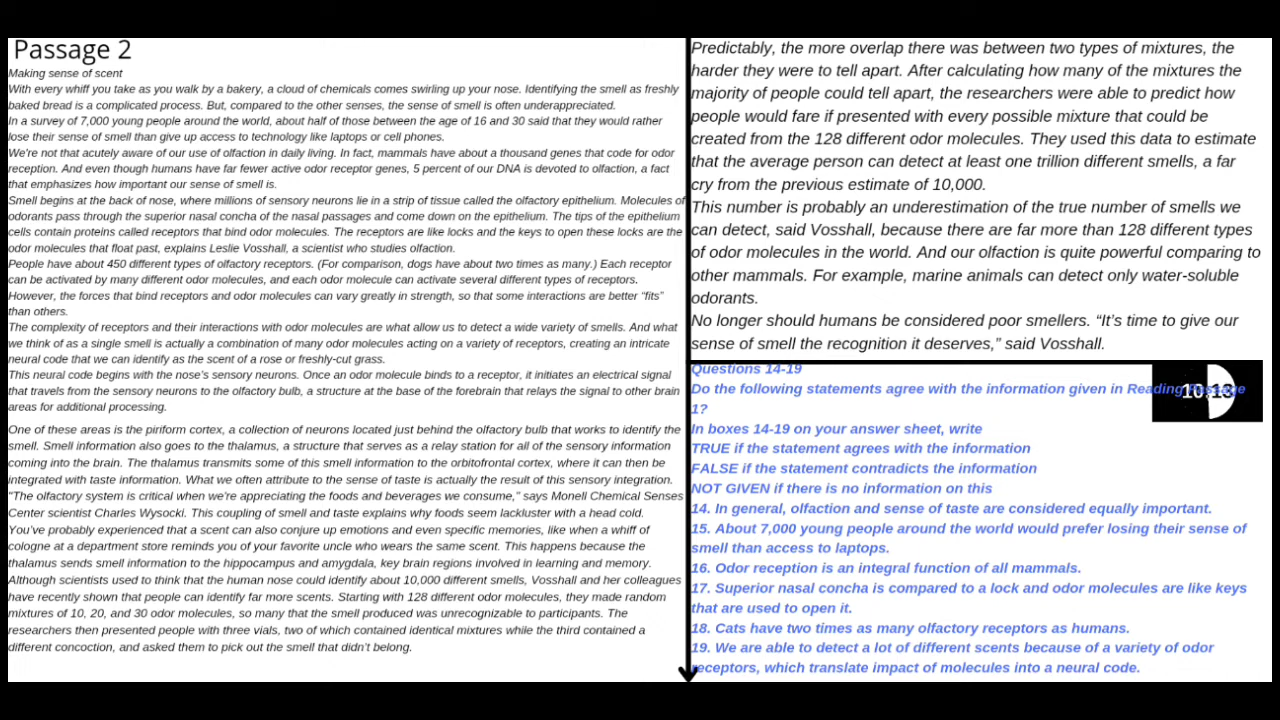 Passage 2
Making sense of scent
With every whiff you take as you walk by a bakery, a cloud of chemicals comes swirling up your nose. Identifying the smell as freshly
baked bread is a complicated process. But, compared to the other senses, the sense of smell is often underappreciated.
In a survey of 7,000 young people around the world, about half of those between the age of 16 and 30 said that they would rather
lose their sense of smell than give up access to technology like laptops or cell phones.
We're not that acutely aware of our use of olfaction in daily living. In fact, mammals have about a thousand genes that code for odor
reception. And even though humans have far fewer active odor receptor genes, 5 percent of our DNA is devoted to olfaction, a fact
that emphasizes how important our sense of smell is.
Smell begins at the back of nose, where millions of sensory neurons lie in a strip of tissue called the olfactory epithelium. Molecules of
odorants pass through the superior nasal concha of the nasal passages and come down on the epithelium. The tips of the epithelium
cells contain proteins called receptors that bind odor molecules. The receptors are like locks and the keys to open these locks are the
odor molecules that float past, explains Leslie Vosshall, a scientist who studies olfaction.
People have about 450 different types of olfactory receptors. (For comparison, dogs have about two times as many.) Each receptor
can be activated by many different odor molecules, and each odor molecule can activate several different types of receptors.
However, the forces that bind receptors and odor molecules can vary greatly in strength, so that some interactions are better “fits”
than others.
The complexity of receptors and their interactions with odor molecules are what allow us to detect a wide variety of smells. And what
we think of as a single smell is actually a combination of many odor molecules acting on a variety of receptors, creating an intricate
neural code that we can identify as the scent of a rose or freshly-cut grass.
This neural code begins with the nose's sensory neurons. Once an odor molecule binds to a receptor, it initiates an electrical signal
that travels from the sensory neurons to the olfactory bulb, a structure at the base of the forebrain that relays the signal to other brain
areas for additional processing.
One of these areas is the piriform cortex, a collection of neurons located just behind the olfactory bulb that works to identify the
smell. Smell information also goes to the thalamus, a structure that serves as a relay station for all of the sensory information
coming into the brain. The thalamus transmits some of this smell information to the orbitofrontal cortex, where it can then be
integrated with taste information. What we often attribute to the sense of taste is actually the result of this sensory integration.
"The olfactory system is critical when we're appreciating the foods and beverages we consume," says Monell Chemical Senses
Center scientist Charles Wysocki. This coupling of smell and taste explains why foods seem lackluster with a head cold.
You've probably experienced that a scent can also conjure up emotions and even specific memories, like when a whiff of
cologne at a department store reminds you of your favorite uncle who wears the same scent. This happens because the
thalamus sends smell information to the hippocampus and amygdala, key brain regions involved in learning and memory.
Although scientists used to think that the human nose could identify about 10,000 different smells, Vosshall and her colleagues
have recently shown that people can identify far more scents. Starting with 128 different odor molecules, they made random
mixtures of 10, 20, and 30 odor molecules, so many that the smell produced was unrecognizable to participants. The
researchers then presented people with three vials, two of which contained identical mixtures while the third contained a
different concoction, and asked them to pick out the smell that didn't belong.
Predictably, the more overlap there was between two types of mixtures, the
harder they were to tell apart. After calculating how many of the mixtures the
majority of people could tell apart, the researchers were able to predict how
people would fare if presented with every possible mixture that could be
created from the 128 different odor molecules. They used this data to estimate
that the average person can detect at least one trillion different smells, a far
cry from the previous estimate of 10,000.
This number is probably an underestimation of the true number of smells we
can detect, said Vosshall, because there are far more than 128 different types
of odor molecules in the world. And our olfaction is quite powerful comparing to
other mammals. For example, marine animals can detect only water-soluble
odorants.
No longer should humans be considered poor smellers. “It’s time to give our
sense of smell the recognition it deserves,” said Vosshall.
Questions 14-19
Do the following statements agree with the information given in Reading Passage
1?
In boxes 14-19 on your answer sheet, write
TRUE if the statement agrees with the information
FALSE if the statement contradicts the information
NOT GIVEN if there is no information on this
14. In general, olfaction and sense of taste are considered equally important.
15. About 7,000 young people around the world would prefer losing their sense of
smell than access to laptops.
16. Odor reception is an integral function of all mammals.
17. Superior nasal concha is compared to a lock and odor molecules are like keys
that are used to open it.
18. Cats have two times as many olfactory receptors as humans.
19. We are able to detect a lot of different scents because of a variety of odor
receptors, which translate impact of molecules into a neural code.